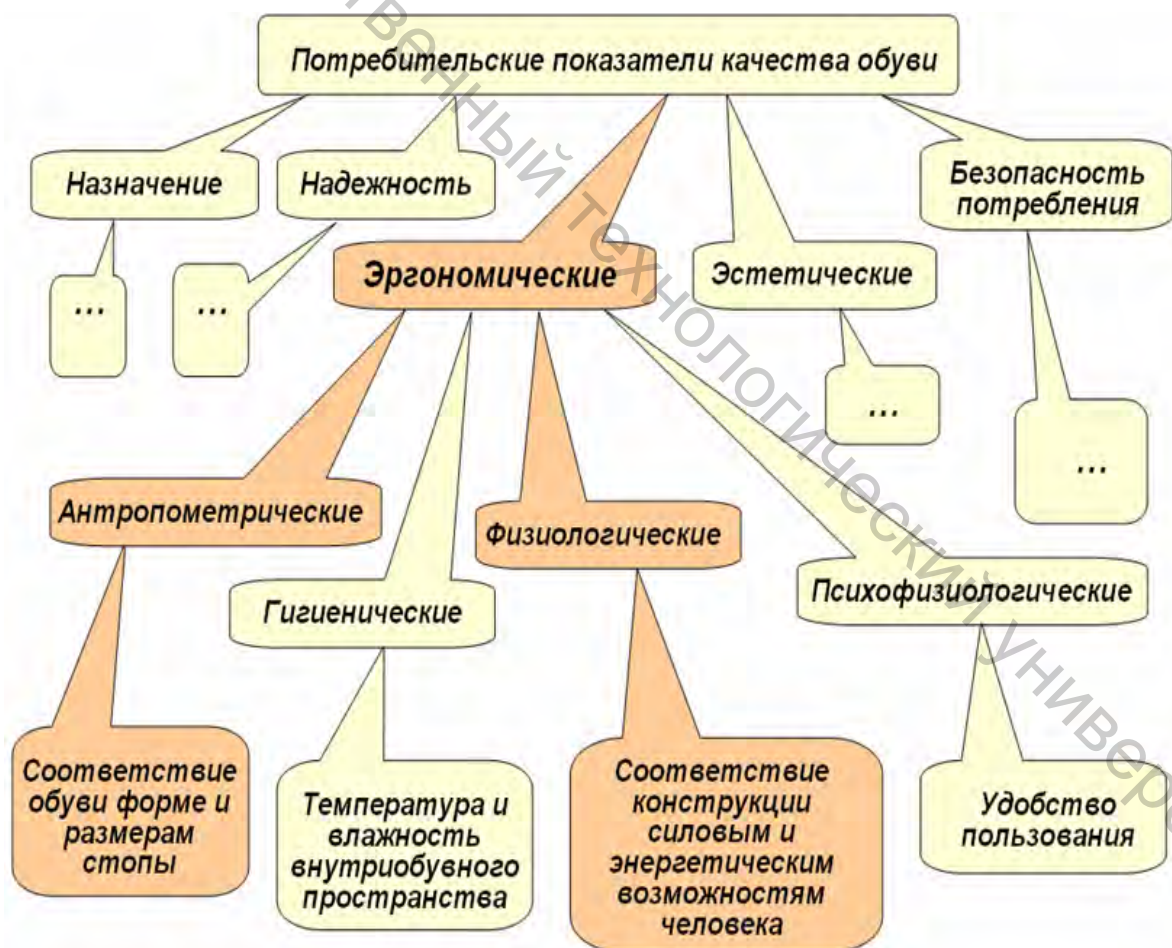 Потребительские показатели качества обуви
Назначение
Надежность
Безопасность
потребления
Эргономические
Эстетические
...
...
...
...
Антропометрические
Физиологические
Гигиенические
Психофизиологические
Соответствие
обуви форме и
размерам
стопы
Температура и
влажность
внутриобувного
пространства
Соответствие
конструкции
силовым и
энергетическим
возможностям
человека
Удобство
пользования
технологический